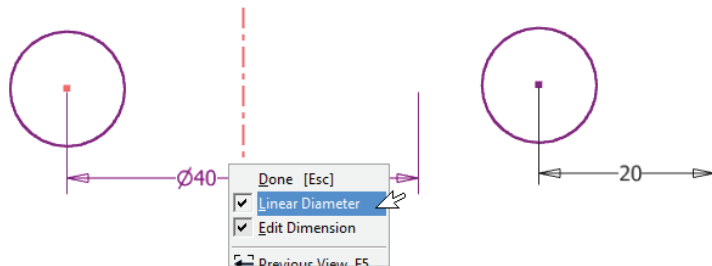 Ø40
Done [Esc]
Linear Diameter
Edit Dimension
Previous View F5
20